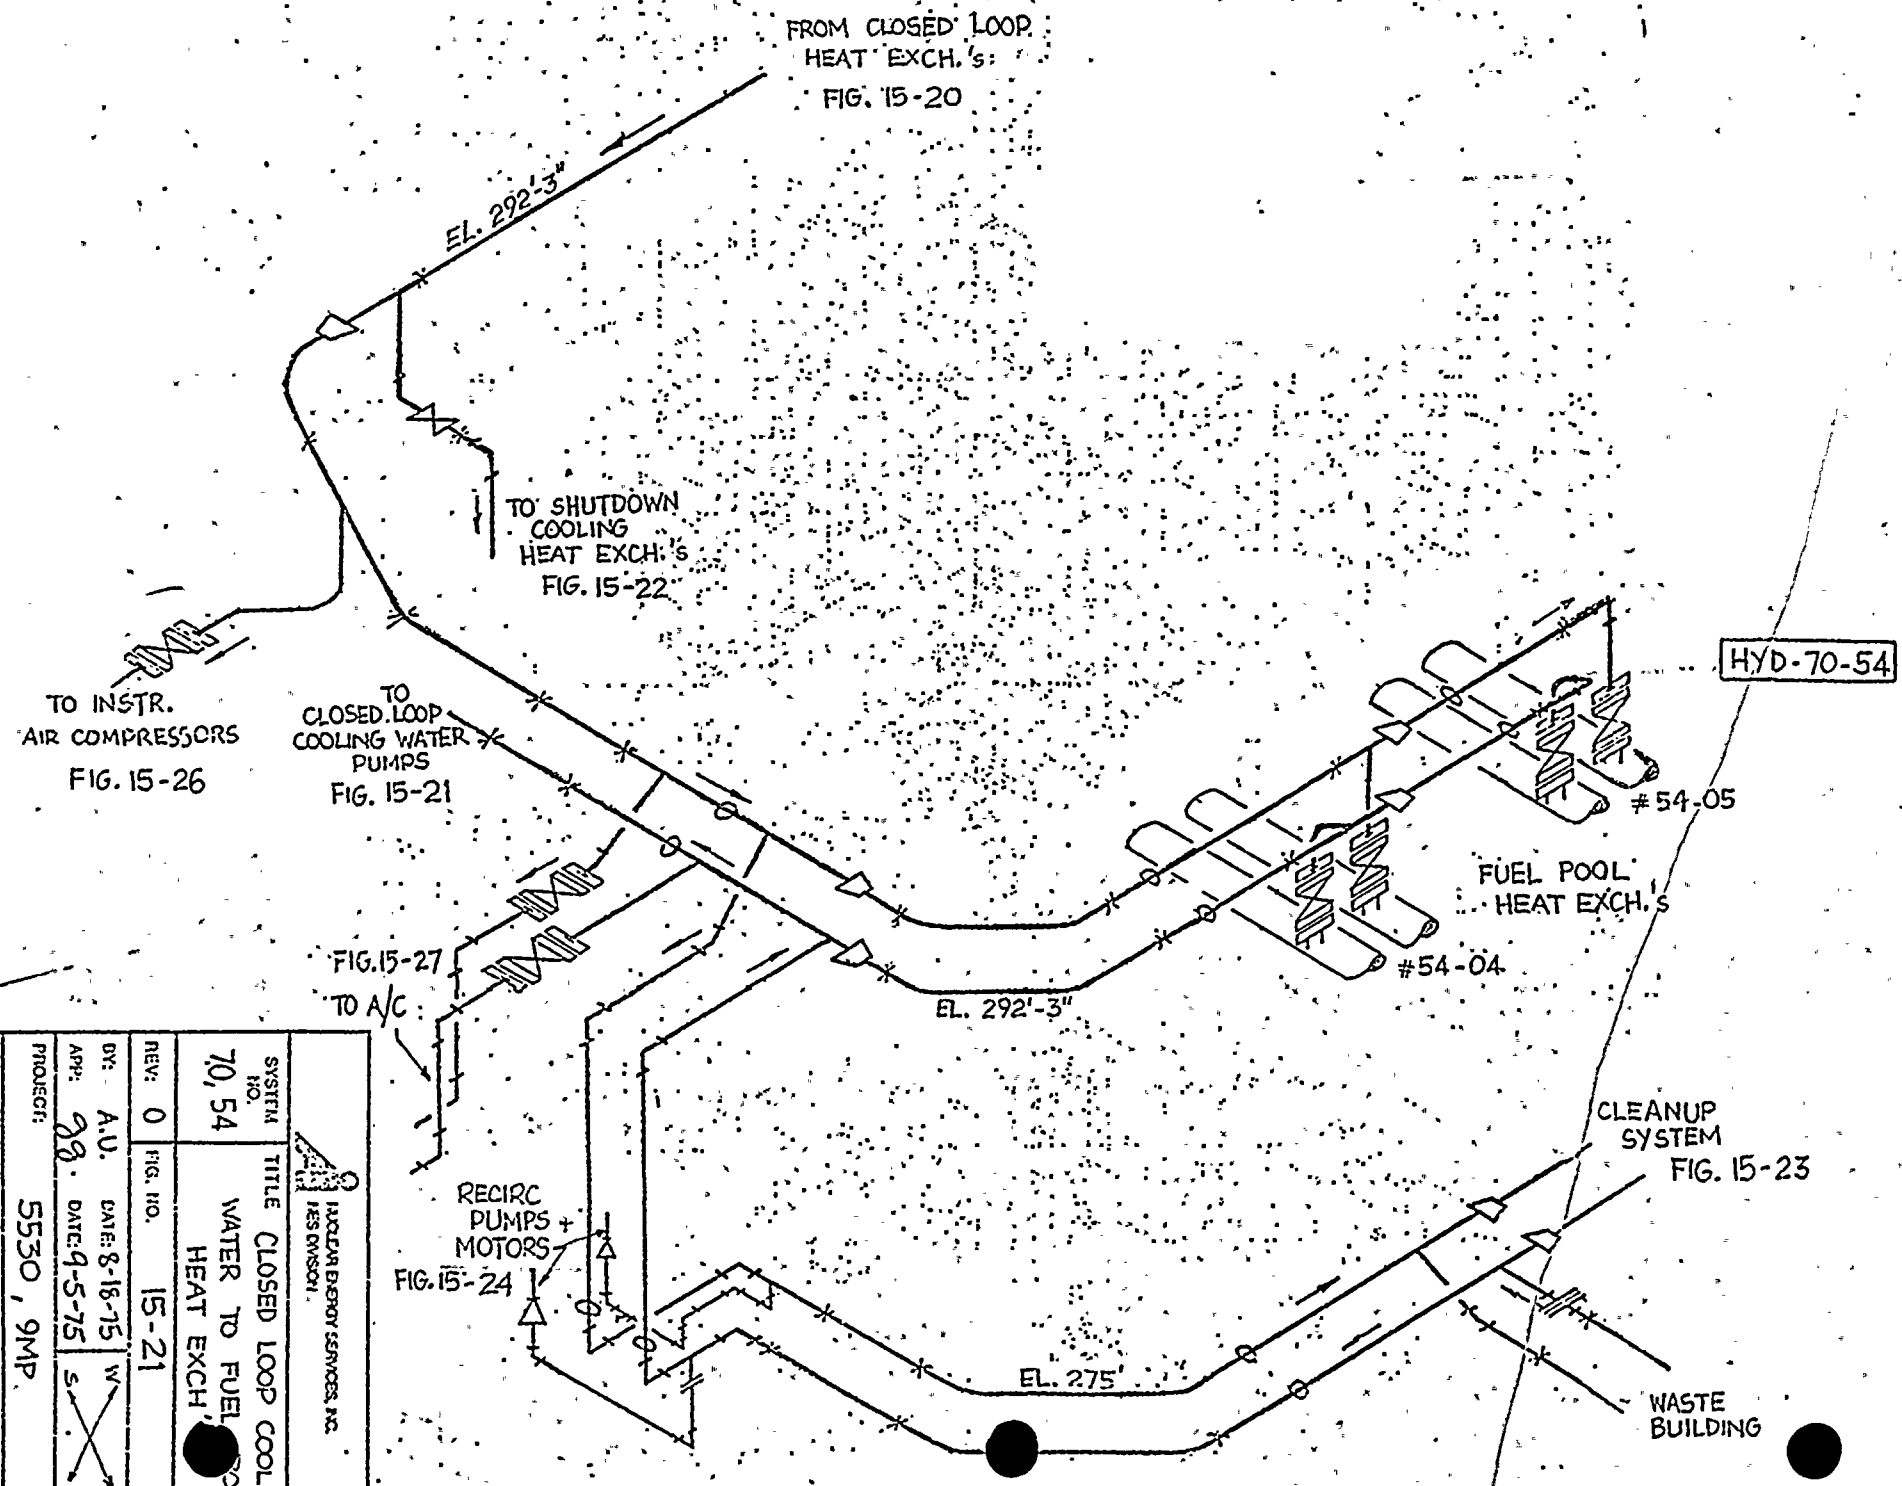 FROM CLOSED LOOP
HEAT EXCH.'s
FIG. 15-20
EL. 292'-3"
TO SHUTDOWN
COOLING
HEAT EXCH.'s
FIG. 15-22
TO INSTR.
AIR COMPRESSORS
FIG. 15-26
TO
CLOSED LOOP
COOLING WATER
PUMPS
FIG. 15-21
HYD-70-54
#54-05
FUEL POOL
HEAT EXCH.'s
#54-04
FIG. 15-27
TO A/C
EL. 292'-3"
CLEANUP
SYSTEM
FIG. 15-23
RECIRC
PUMPS +
MOTORS
FIG. 15-24
EL. 275'
WASTE
BUILDING
NUCLEAR ENERGY SERVICES, INC.
NES DIVISION
SYSTEM NO.
70, 54
TITLE CLOSED LOOP COOL
WATER TO FUEL
HEAT EXCH'
REV: 0
FIG. NO. 15-21
BY: A.U. DATE: 8-18-75
APP: DATE: 9-5-75
W
S
PROJECT: 5530, 9MP